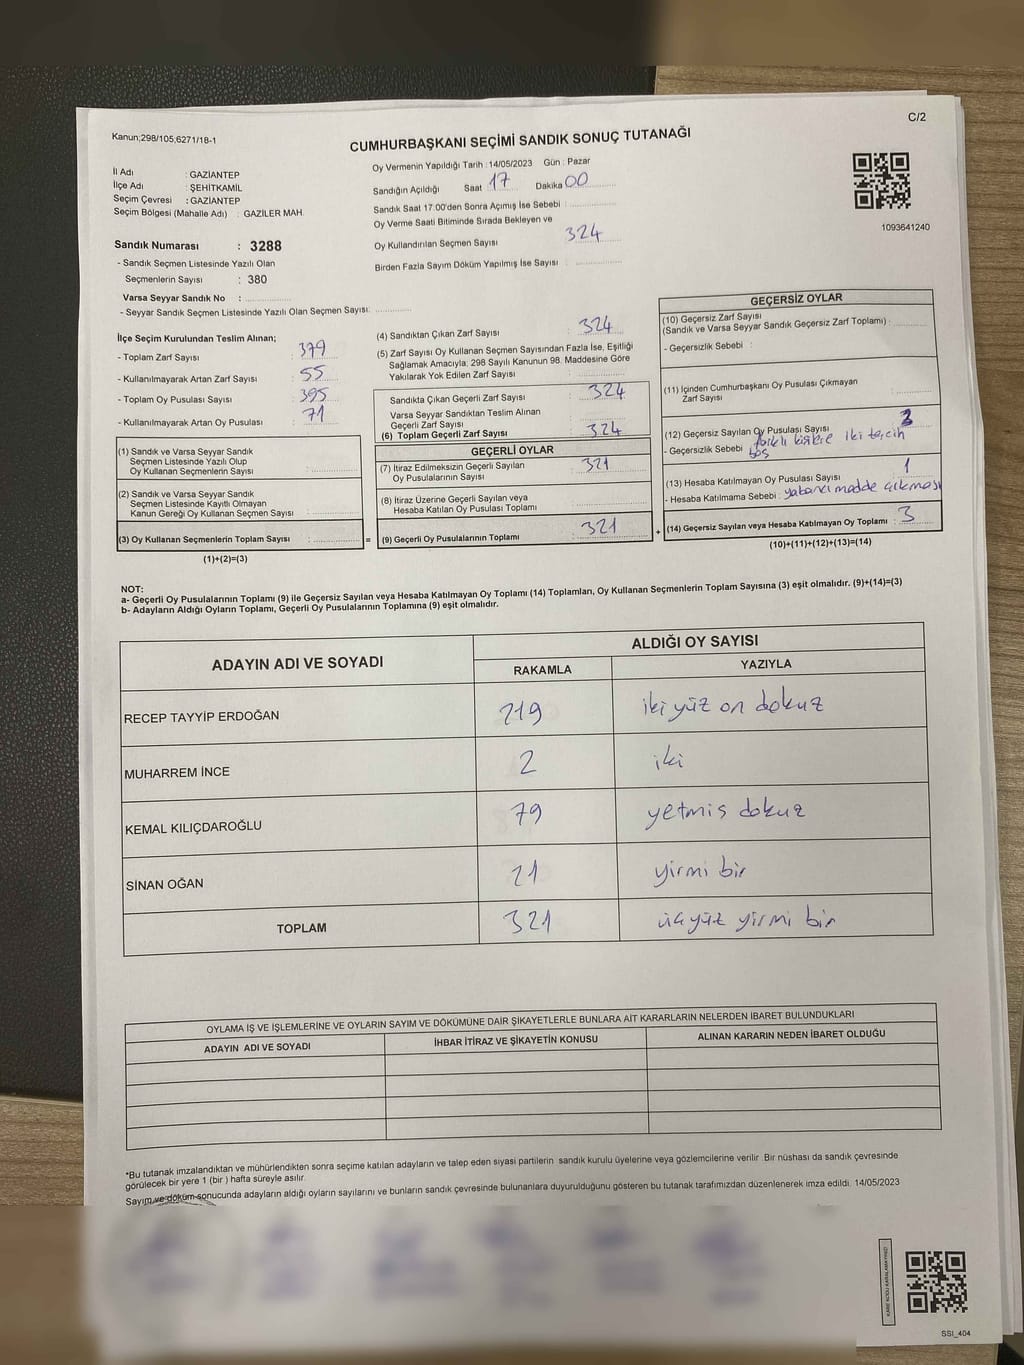 C/2
Kanun;298/105,6271/18-1
CUMHURBAŞKANI SEÇİMİ SANDIK SONUÇ TUTANAĞI
İl Adı : GAZİANTEP
İlçe Adı : ŞEHİTKAMİL
Seçim Çevresi : GAZİANTEP
Seçim Bölgesi (Mahalle Adı) : GAZİLER MAH.
Oy Vermenin Yapıldığı Tarih : 14/05/2023 Gün : Pazar
Sandığın Açıldığı Saat 17 Dakika 00
Sandık Saat 17:00'den Sonra Açımış İse Sebebi :
Oy Verme Saati Bitiminde Sırada Bekleyen ve
Oy Kullandırılan Seçmen Sayısı 324
Birden Fazla Sayım Döküm Yapılmış İse Sayısı :
1093641240
Sandık Numarası : 3288
- Sandık Seçmen Listesinde Yazılı Olan
Seçmenlerin Sayısı : 380
Varsa Seyyar Sandık No :
- Seyyar Sandık Seçmen Listesinde Yazılı Olan Seçmen Sayısı:
İlçe Seçim Kurulundan Teslim Alınan;
- Toplam Zarf Sayısı : 379
- Kullanılmayarak Artan Zarf Sayısı : 55
- Toplam Oy Pusulası Sayısı : 395
- Kullanılmayarak Artan Oy Pusulası : 71
(1) Sandık ve Varsa Seyyar Sandık
Seçmen Listesinde Yazılı Olup
Oy Kullanan Seçmenlerin Sayısı :
(2) Sandık ve Varsa Seyyar Sandık
Seçmen Listesinde Kayıtlı Olmayan
Kanun Gereği Oy Kullanan Seçmen Sayısı :
(3) Oy Kullanan Seçmenlerin Toplam Sayısı :
(1)+(2)=(3)
=
(4) Sandıktan Çıkan Zarf Sayısı : 324
(5) Zarf Sayısı Oy Kullanan Seçmen Sayısından Fazla İse, Eşitliği
Sağlamak Amacıyla; 298 Sayılı Kanunun 98. Maddesine Göre
Yakılarak Yok Edilen Zarf Sayısı :
Sandıkta Çıkan Geçerli Zarf Sayısı : 324
Varsa Seyyar Sandıktan Teslim Alınan
Geçerli Zarf Sayısı :
(6) Toplam Geçerli Zarf Sayısı : 324
GEÇERLİ OYLAR
(7) İtiraz Edilmeksizin Geçerli Sayılan : 321
Oy Pusulalarının Sayısı
(8) İtiraz Üzerine Geçerli Sayılan veya
Hesaba Katılan Oy Pusulası Toplamı :
(9) Geçerli Oy Pusulalarının Toplamı : 321
+
GEÇERSİZ OYLAR
(10) Geçersiz Zarf Sayısı
(Sandık ve Varsa Seyyar Sandık Geçersiz Zarf Toplamı) :
- Geçersizlik Sebebi :
(11) İçinden Cumhurbaşkanı Oy Pusulası Çıkmayan
Zarf Sayısı :
(12) Geçersiz Sayılan Oy Pusulası Sayısı
- Geçersizlik Sebebi farklı kişilere iki tercih
boş
(13) Hesaba Katılmayan Oy Pusulası Sayısı 1
- Hesaba Katılmama Sebebi : yabancı madde çıkması
(14) Geçersiz Sayılan veya Hesaba Katılmayan Oy Toplamı : 3
(10)+(11)+(12)+(13)=(14)
NOT:
a- Geçerli Oy Pusulalarının Toplamı (9) ile Geçersiz Sayılan veya Hesaba Katılmayan Oy Toplamı (14) Toplamları, Oy Kullanan Seçmenlerin Toplam Sayısına (3) eşit olmalıdır. (9)+(14)=(3)
b- Adayların Aldığı Oyların Toplamı, Geçerli Oy Pusulalarının Toplamına (9) eşit olmalıdır.
ADAYIN ADI VE SOYADI ALDIĞI OY SAYISI
RAKAMLA YAZIYLA
RECEP TAYYİP ERDOĞAN 219 iki yüz on dokuz
MUHARREM İNCE 2 iki
KEMAL KILIÇDAROĞLU 79 yetmis dokuz
SİNAN OĞAN 21 yirmi bir
TOPLAM 321 üçyüz yirmi bir
OYLAMA İŞ VE İŞLEMLERİNE VE OYLARIN SAYIM VE DÖKÜMÜNE DAİR ŞİKAYETLERLE BUNLARA AİT KARARLARIN NELERDEN İBARET BULUNDUKLARI
ADAYIN ADI VE SOYADI İHBAR İTİRAZ VE ŞİKAYETİN KONUSU ALINAN KARARIN NEDEN İBARET OLDUĞU
*Bu tutanak imzalandıktan ve mühürlendikten sonra seçime katılan adayların ve talep eden siyasi partilerin sandık kurulu üyelerine veya gözlemcilerine verilir. Bir nüshası da sandık çevresinde
görülecek bir yere 1 (bir ) hafta süreyle asılır.
Sayım ve döküm sonucunda adayların aldığı oyların sayılarını ve bunların sandık çevresinde bulunanlara duyurulduğunu gösteren bu tutanak tarafımızdan düzenlenerek imza edildi. 14/05/2023
SSI_404